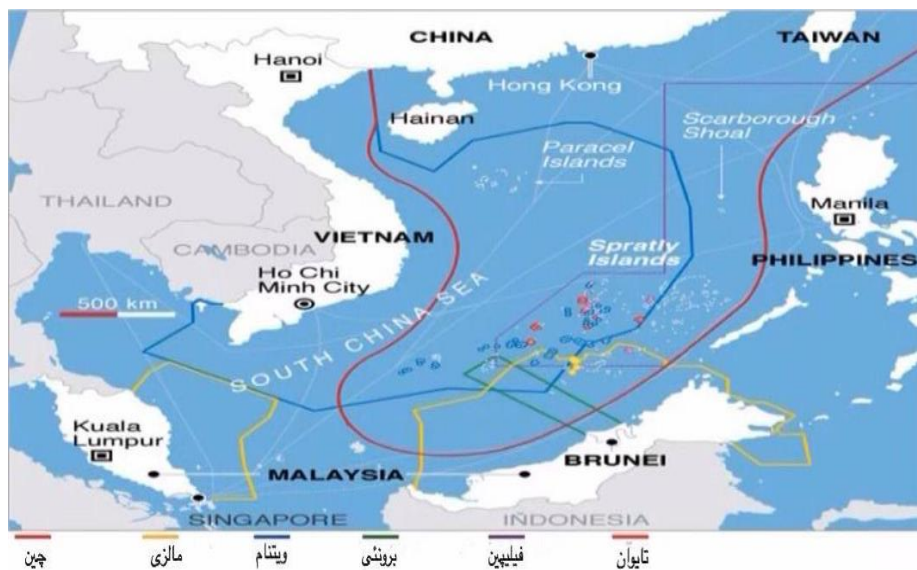 CHINA
TAIWAN
Hanoi
Hong Kong
Hainan
Scarborough
Shoal
Paracel
Islands
THAILAND
VIETNAM
Manila
CAMBODIA
Spratly
Islands
PHILIPPINES
Ho Chi
Minh City
500 km
SOUTH CHINA SEA
Kuala
Lumpur
BRUNEI
MALAYSIA
SINGAPORE
INDONESIA
چین
مالزی
ویتنام
برونئی
فیلیپین
تایوان